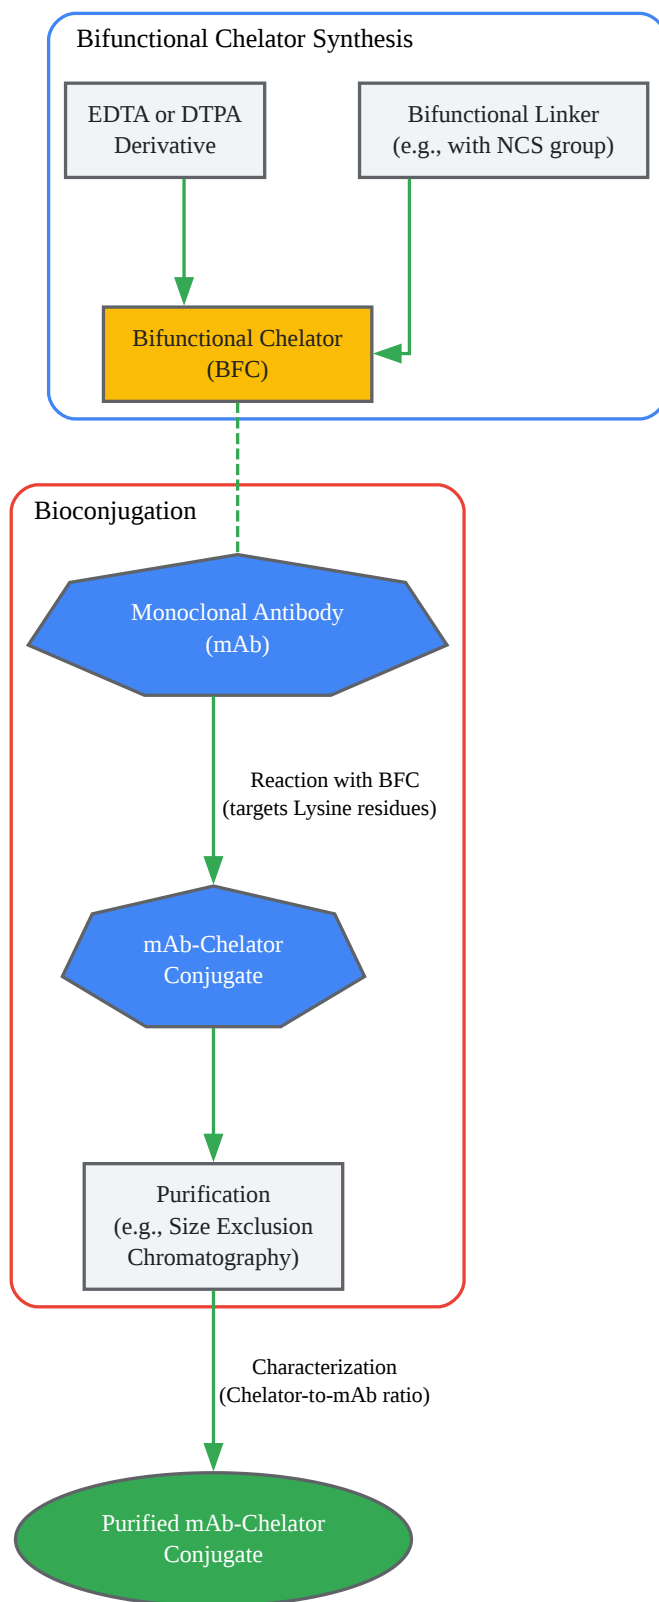 Bifunctional Chelator Synthesis
EDTA or DTPA
Derivative
Bifunctional Linker
(e.g., with NCS group)
Bifunctional Chelator
(BFC)
Bioconjugation
Monoclonal Antibody
(mAb)
Reaction with BFC
(targets Lysine residues)
mAb-Chelator
Conjugate
Purification
(e.g., Size Exclusion
Chromatography)
Characterization
(Chelator-to-mAb ratio)
Purified mAb-Chelator
Conjugate